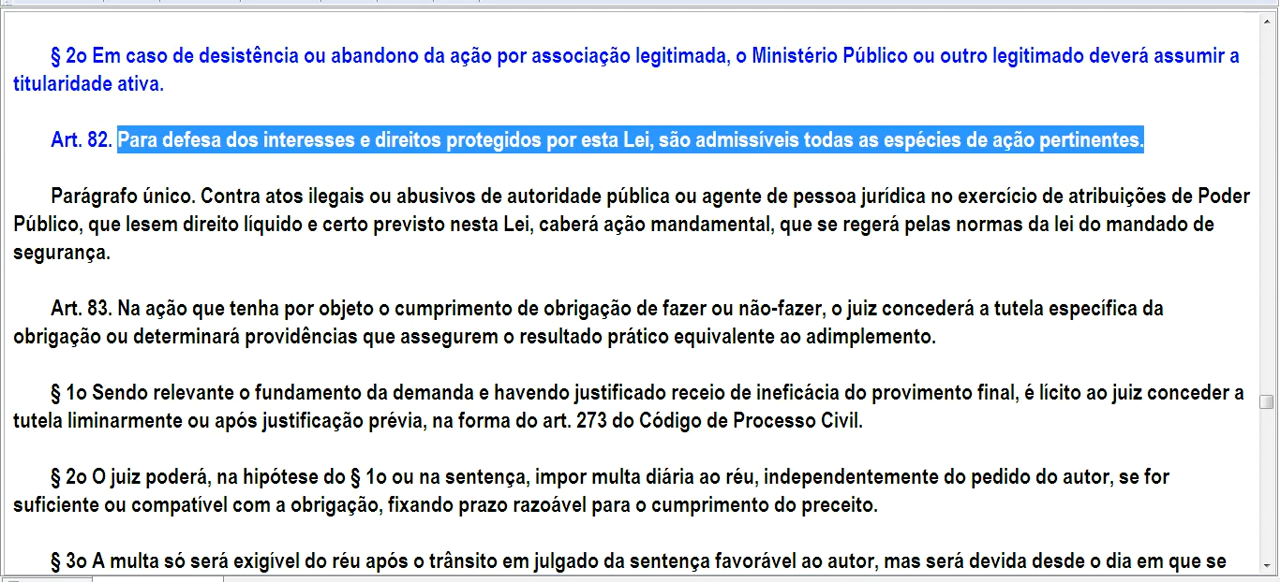 § 2o Em caso de desistência ou abandono da ação por associação legitimada, o Ministério Público ou outro legitimado deverá assumir a
titularidade ativa.
Art. 82. Para defesa dos interesses e direitos protegidos por esta Lei, são admissíveis todas as espécies de ação pertinentes.
Parágrafo único. Contra atos ilegais ou abusivos de autoridade pública ou agente de pessoa jurídica no exercício de atribuições de Poder
Público, que lesem direito líquido e certo previsto nesta Lei, caberá ação mandamental, que se regerá pelas normas da lei do mandado de
segurança.
Art. 83. Na ação que tenha por objeto o cumprimento de obrigação de fazer ou não-fazer, o juiz concederá a tutela específica da
obrigação ou determinará providências que assegurem o resultado prático equivalente ao adimplemento.
§ 1o Sendo relevante o fundamento da demanda e havendo justificado receio de ineficácia do provimento final, é lícito ao juiz conceder a
tutela liminarmente ou após justificação prévia, na forma do art. 273 do Código de Processo Civil.
§ 2o O juiz poderá, na hipótese do § 1o ou na sentença, impor multa diária ao réu, independentemente do pedido do autor, se for
suficiente ou compatível com a obrigação, fixando prazo razoável para o cumprimento do preceito.
§ 3o A multa só será exigível do réu após o trânsito em julgado da sentença favorável ao autor, mas será devida desde o dia em que se